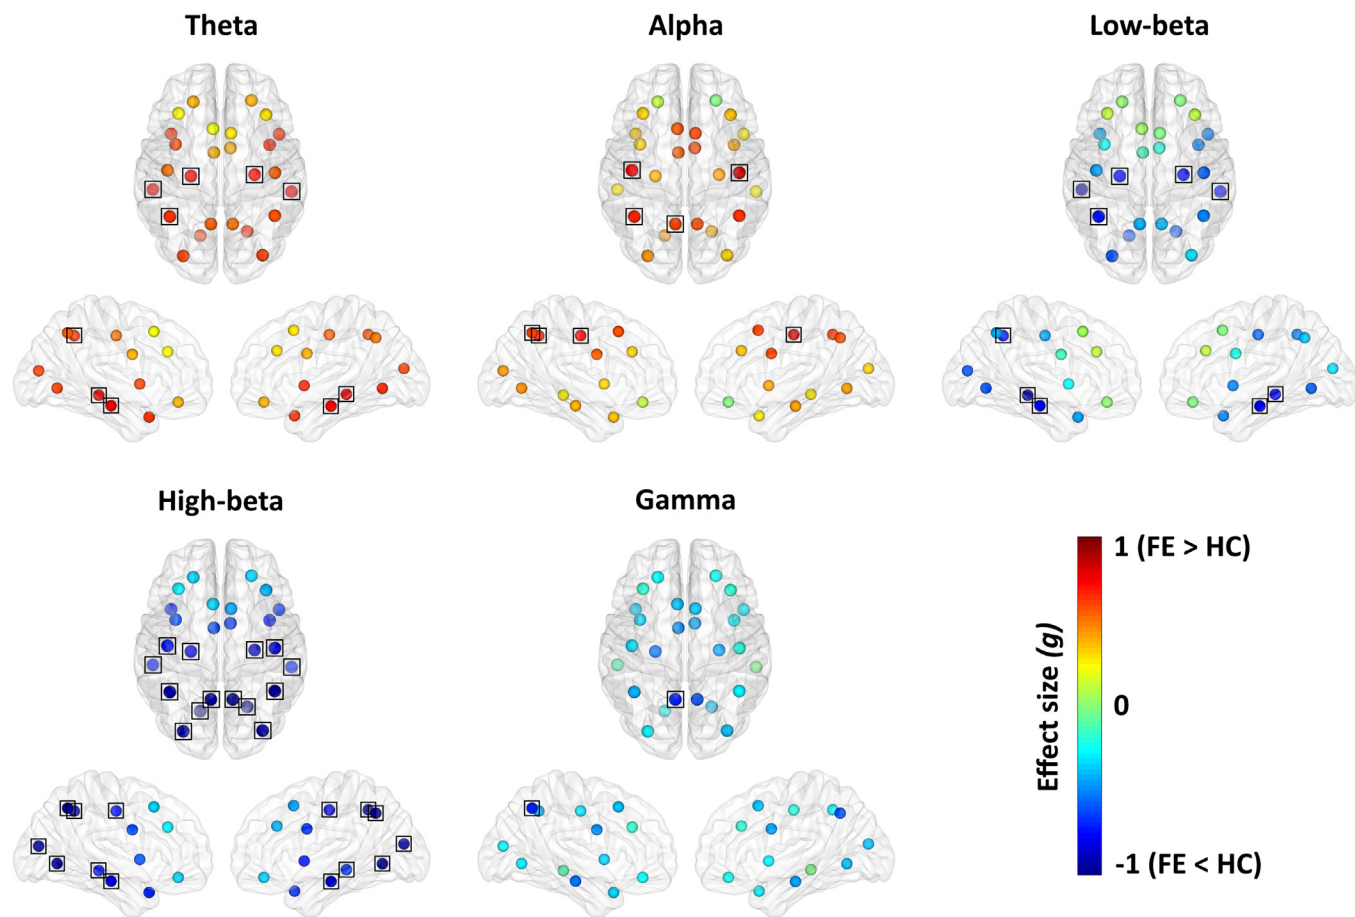 Theta
Alpha
Low-beta
High-beta
Gamma
Effect size (g)
1 (FE > HC)
0
-1 (FE < HC)